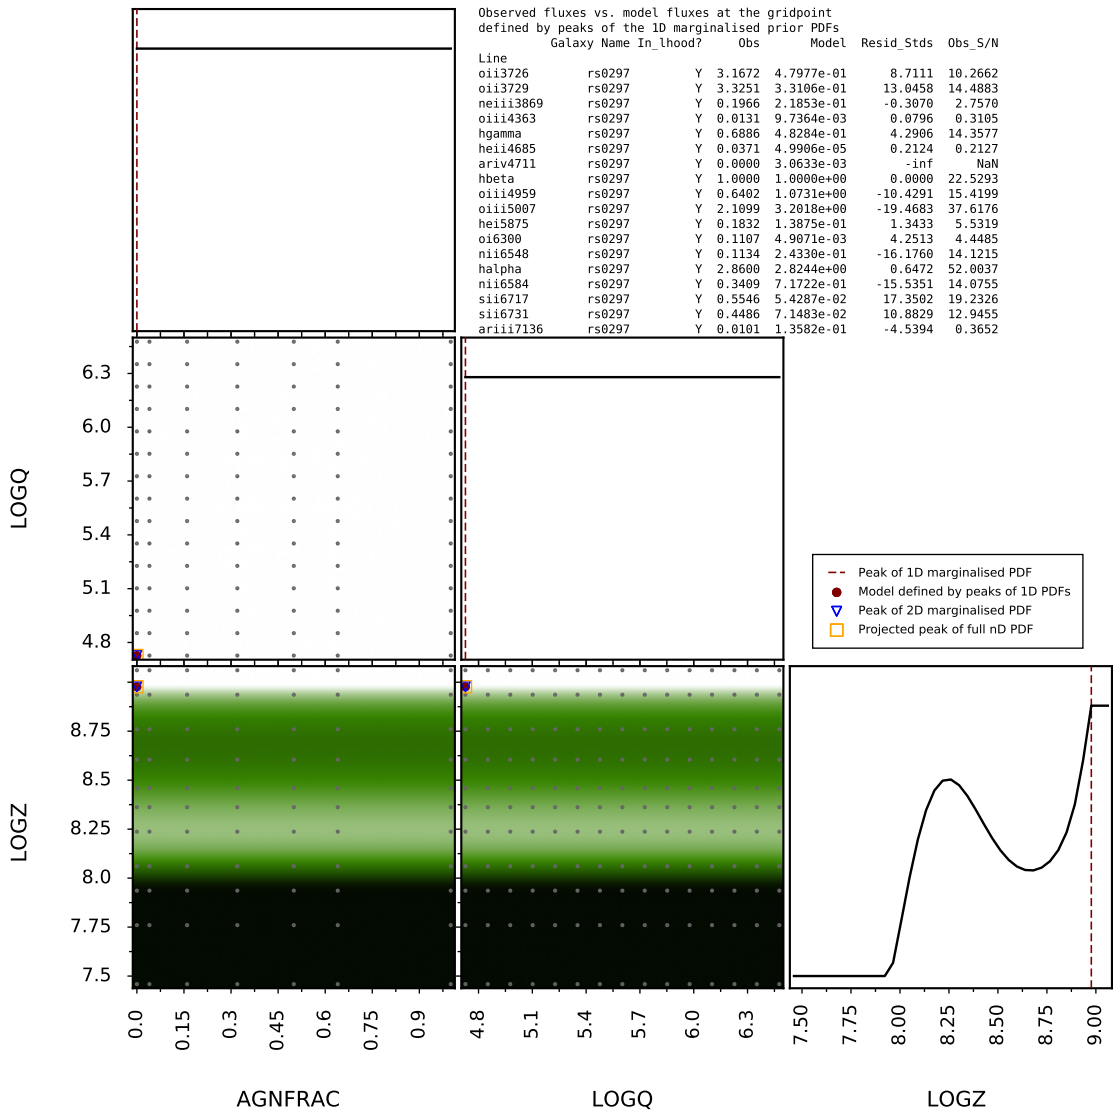 Observed fluxes vs. model fluxes at the gridpoint
defined by peaks of the 1D marginalised prior PDFs
Galaxy Name In_lhood? Obs Model Resid_Stds Obs_S/N
Line
oii3726 rs0297 Y 3.1672 4.7977e-01 8.7111 10.2662
oii3729 rs0297 Y 3.3251 3.3106e-01 13.0458 14.4883
neiii3869 rs0297 Y 0.1966 2.1853e-01 -0.3070 2.7570
oiii4363 rs0297 Y 0.0131 9.7364e-03 0.0796 0.3105
hgamma rs0297 Y 0.6886 4.8284e-01 4.2906 14.3577
heii4685 rs0297 Y 0.0371 4.9906e-05 0.2124 0.2127
ariv4711 rs0297 Y 0.0000 3.0633e-03 -inf NaN
hbeta rs0297 Y 1.0000 1.0000e+00 0.0000 22.5293
oiii4959 rs0297 Y 0.6402 1.0731e+00 -10.4291 15.4199
oiii5007 rs0297 Y 2.1099 3.2018e+00 -19.4683 37.6176
hei5875 rs0297 Y 0.1832 1.3875e-01 1.3433 5.5319
oi6300 rs0297 Y 0.1107 4.9071e-03 4.2513 4.4485
nii6548 rs0297 Y 0.1134 2.4330e-01 -16.1760 14.1215
halpha rs0297 Y 2.8600 2.8244e+00 0.6472 52.0037
nii6584 rs0297 Y 0.3409 7.1722e-01 -15.5351 14.0755
sii6717 rs0297 Y 0.5546 5.4287e-02 17.3502 19.2326
sii6731 rs0297 Y 0.4486 7.1483e-02 10.8829 12.9455
ariii7136 rs0297 Y 0.0101 1.3582e-01 -4.5394 0.3652
LOGQ
6.3
6.0
5.7
5.4
5.1
4.8
Peak of 1D marginalised PDF
Model defined by peaks of 1D PDFs
Peak of 2D marginalised PDF
Projected peak of full nD PDF
LOGZ
8.75
8.5
8.25
8.0
7.75
7.5
0.0 0.15 0.3 0.45 0.6 0.75 0.9
4.8 5.1 5.4 5.7 6.0 6.3
7.50 7.75 8.00 8.25 8.50 8.75 9.00
AGNFRAC LOGQ LOGZ